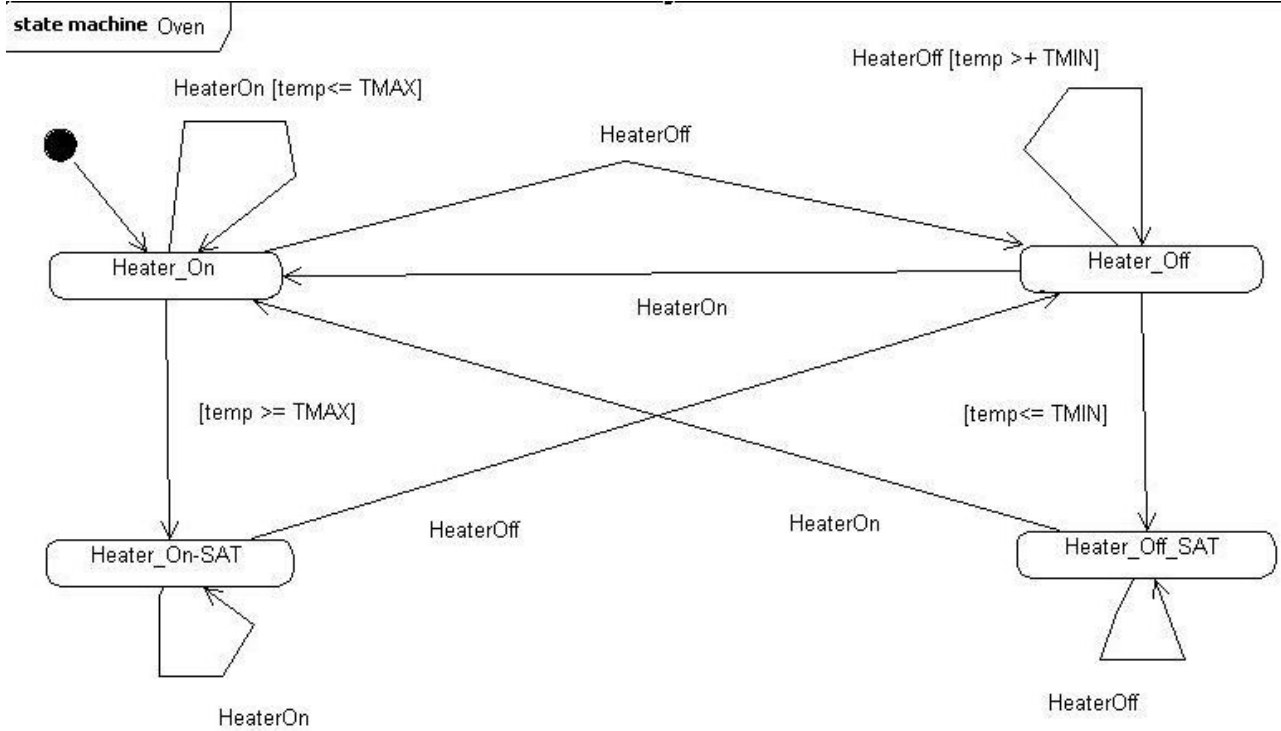 state machine Oven
HeaterOn [temp<= TMAX]
HeaterOff [temp >+ TMIN]
HeaterOff
Heater_On
Heater_Off
HeaterOn
[temp >= TMAX]
[temp<= TMIN]
HeaterOff
HeaterOn
Heater_On-SAT
Heater_Off_SAT
HeaterOn
HeaterOff